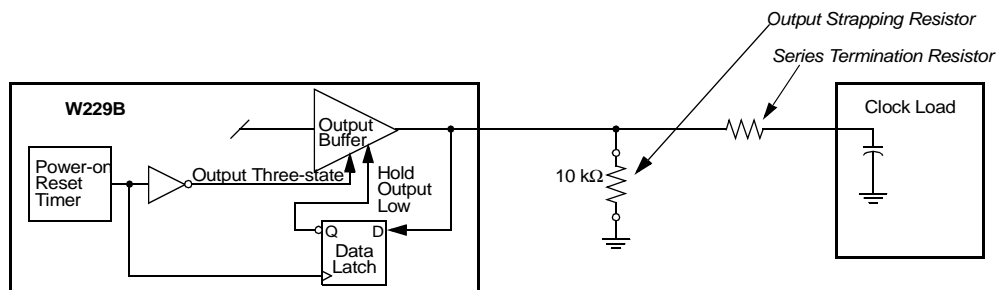 Output Strapping Resistor
Series Termination Resistor
W229B
Clock Load
Output
Buffer
Power-on
Reset
Timer
Output Three-state
Hold
Output
Low
10 kΩ
Q
D
Data
Latch